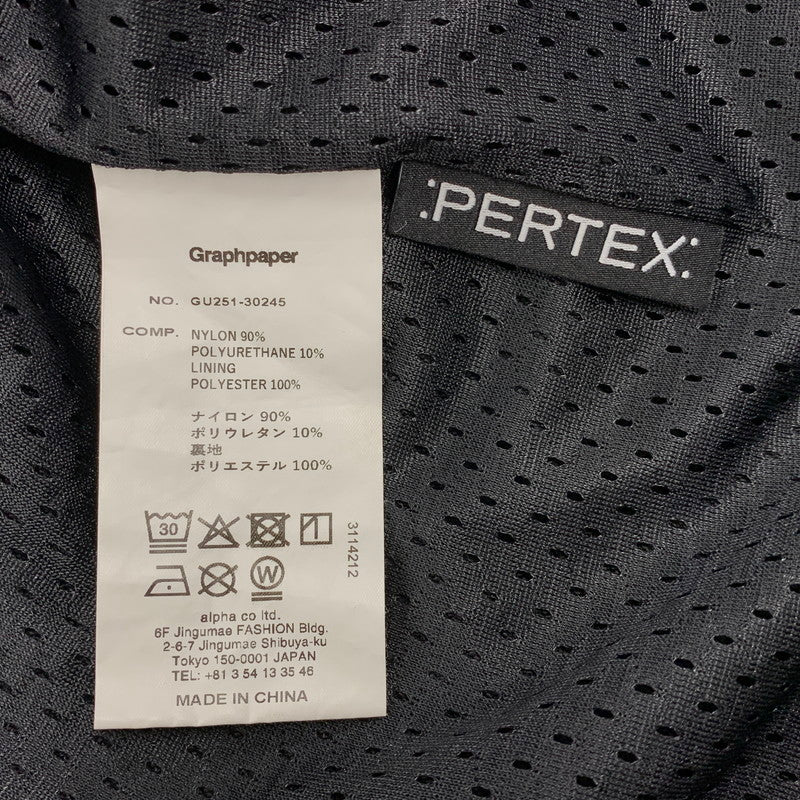 Graphpaper
NO. GU251-30245
COMP. NYLON 90%
POLYURETHANE 10%
LINING
POLYESTER 100%
ナイロン 90%
ポリウレタン 10%
裏地
ポリエステル 100%
30
W
3114212
alpha co ltd.
6F Jingumae FASHION Bldg.
2-6-7 Jingumae Shibuya-ku
Tokyo 150-0001 JAPAN
TEL: +81 3 54 13 35 46
MADE IN CHINA
:PERTEX: